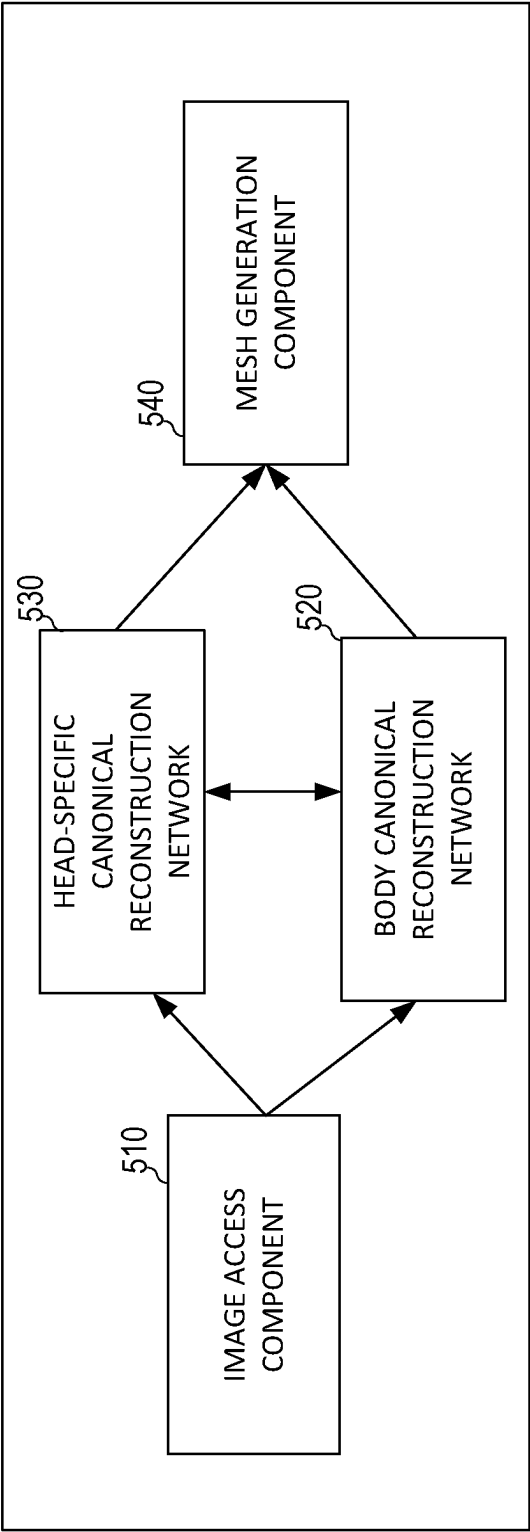 510
IMAGE ACCESS
COMPONENT
530
HEAD-SPECIFIC
CANONICAL
RECONSTRUCTION
NETWORK
520
BODY CANONICAL
RECONSTRUCTION
NETWORK
540
MESH GENERATION
COMPONENT